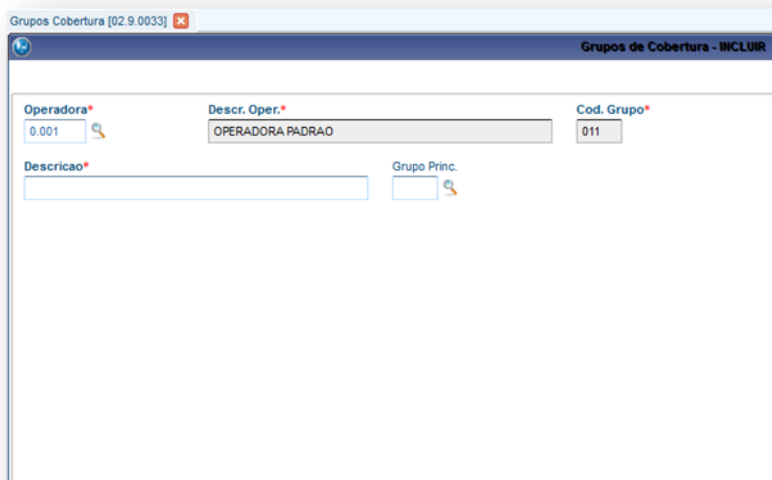 Grupos Cobertura [02.9.0033]
Grupos de Cobertura - INCLUIR
Operadora* Descr. Oper.* Cod. Grupo*
0.001 OPERADORA PADRAO 011
Descricao* Grupo Princ.